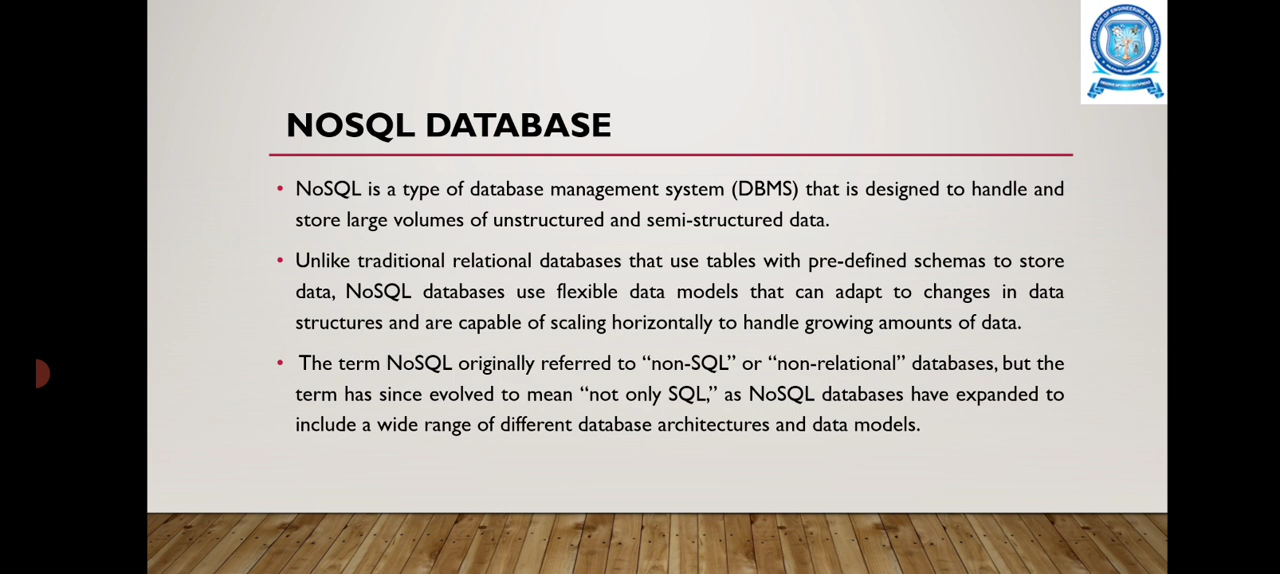 COLLEGE OF ENGINEERING AND TECHNOLOGY
NOSQL DATABASE
• NoSQL is a type of database management system (DBMS) that is designed to handle and
store large volumes of unstructured and semi-structured data.
• Unlike traditional relational databases that use tables with pre-defined schemas to store
data, NoSQL databases use flexible data models that can adapt to changes in data
structures and are capable of scaling horizontally to handle growing amounts of data.
• The term NoSQL originally referred to “non-SQL” or “non-relational” databases, but the
term has since evolved to mean “not only SQL,” as NoSQL databases have expanded to
include a wide range of different database architectures and data models.